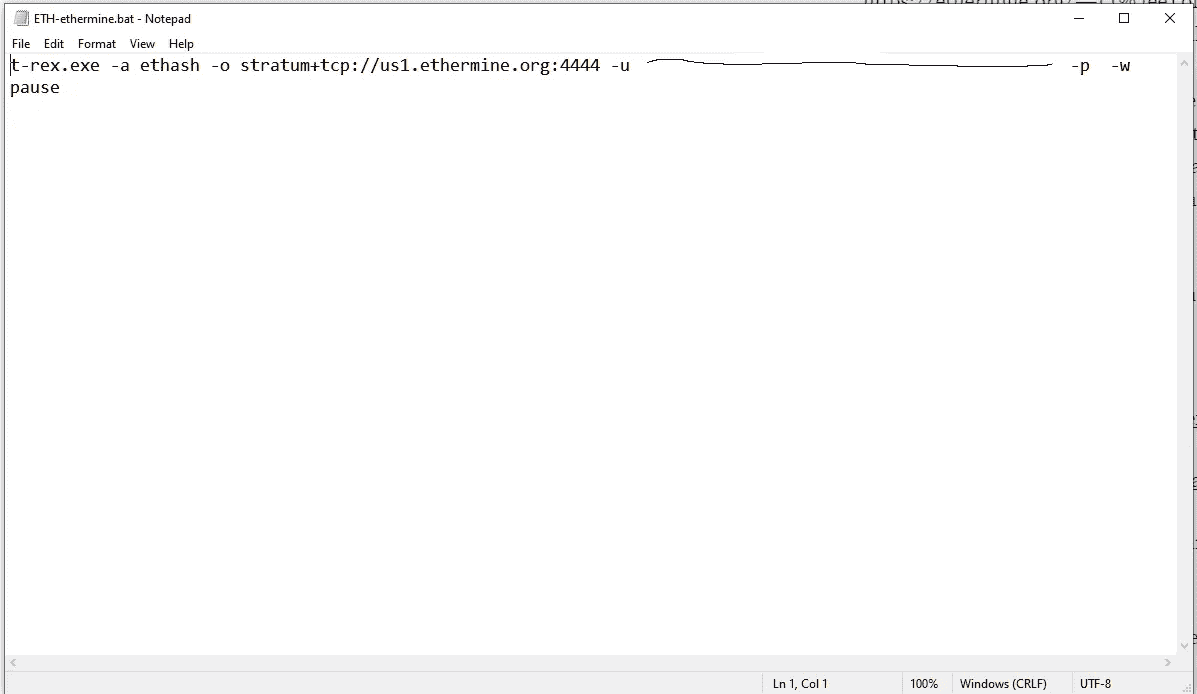 ETH-ethermine.bat - Notepad
File Edit Format View Help
t-rex.exe -a ethash -o stratum+tcp://us1.ethermine.org:4444 -u -p -w
pause
Ln 1, Col 1 100% Windows (CRLF) UTF-8